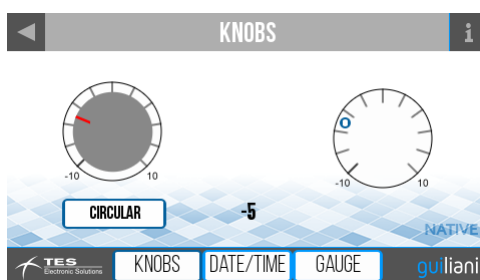 KNOBS
i
-10 10
-10 10
CIRCULAR -5
NATIVE
TES
Electronic Solutions
KNOBS DATE/TIME GAUGE
guiliani